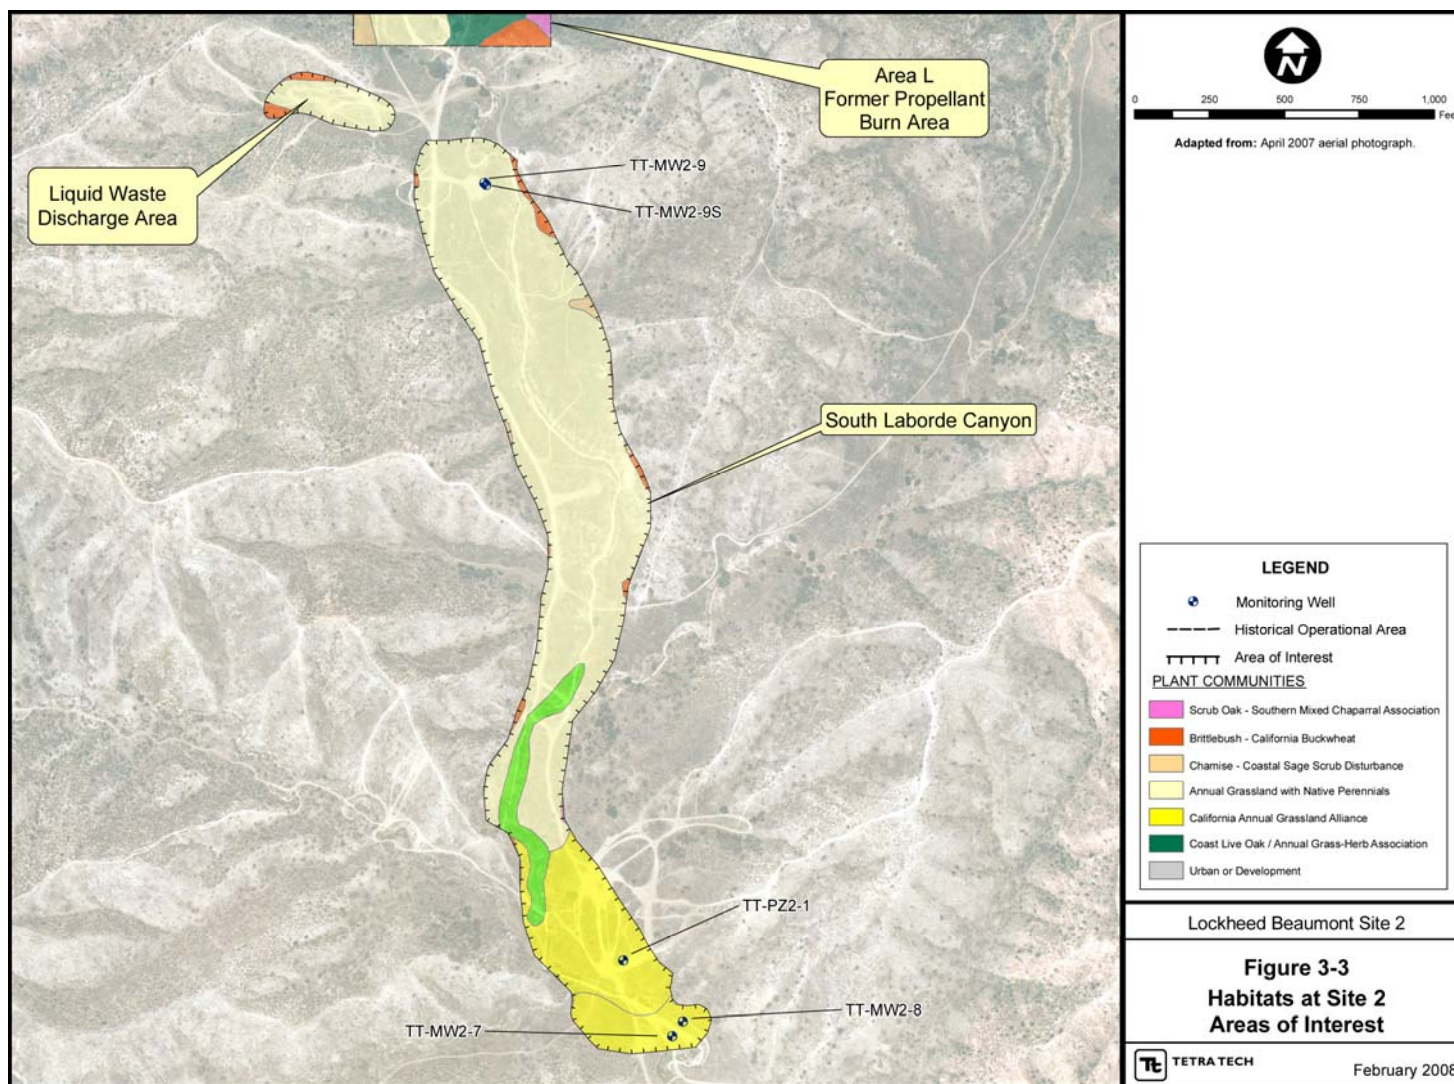 Area L
Former Propellant
Burn Area
Liquid Waste
Discharge Area
TT-MW2-9
TT-MW2-9S
South Laborde Canyon
TT-PZ2-1
TT-MW2-8
TT-MW2-7
N
0 250 500 750 1,000
Fee
Adapted from: April 2007 aerial photograph.
LEGEND
Monitoring Well
Historical Operational Area
Area of Interest
PLANT COMMUNITIES
Scrub Oak - Southern Mixed Chaparral Association
Brittlebush - California Buckwheat
Chamise - Coastal Sage Scrub Disturbance
Annual Grassland with Native Perennials
California Annual Grassland Alliance
Coast Live Oak / Annual Grass-Herb Association
Urban or Development
Lockheed Beaumont Site 2
Figure 3-3
Habitats at Site 2
Areas of Interest
Tt TETRA TECH
February 2008